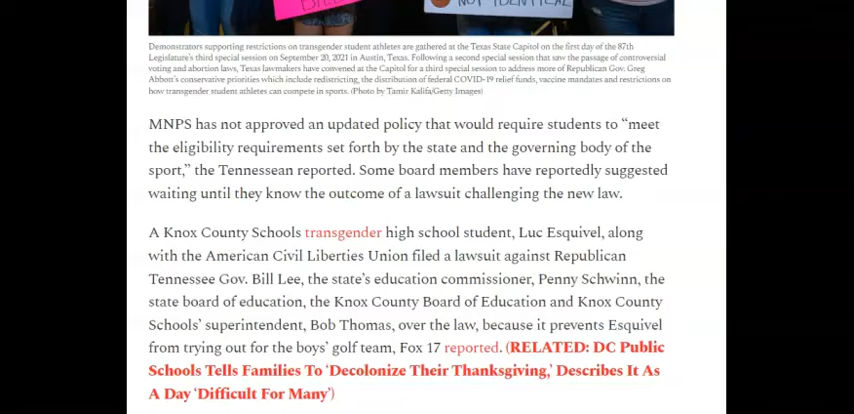 BILL
NOT IDENTICAL
Demonstrators supporting restrictions on transgender student athletes are gathered at the Texas State Capitol on the first day of the 87th
Legislature's third special session on September 20, 2021 in Austin, Texas. Following a second special session that saw the passage of controversial
voting and abortion laws, Texas lawmakers have convened at the Capitol for a third special session to address more of Republican Gov. Greg
Abbott's conservative priorities which include redistricting, the distribution of federal COVID-19 relief funds, vaccine mandates and restrictions on
how transgender student athletes can compete in sports. (Photo by Tamir Kalifa/Getty Images)
MNPS has not approved an updated policy that would require students to “meet
the eligibility requirements set forth by the state and the governing body of the
sport,” the Tennessean reported. Some board members have reportedly suggested
waiting until they know the outcome of a lawsuit challenging the new law.
A Knox County Schools transgender high school student, Luc Esquivel, along
with the American Civil Liberties Union filed a lawsuit against Republican
Tennessee Gov. Bill Lee, the state’s education commissioner, Penny Schwinn, the
state board of education, the Knox County Board of Education and Knox County
Schools’ superintendent, Bob Thomas, over the law, because it prevents Esquivel
from trying out for the boys’ golf team, Fox 17 reported. (RELATED: DC Public
Schools Tells Families To ‘Decolonize Their Thanksgiving,’ Describes It As
A Day ‘Difficult For Many’)